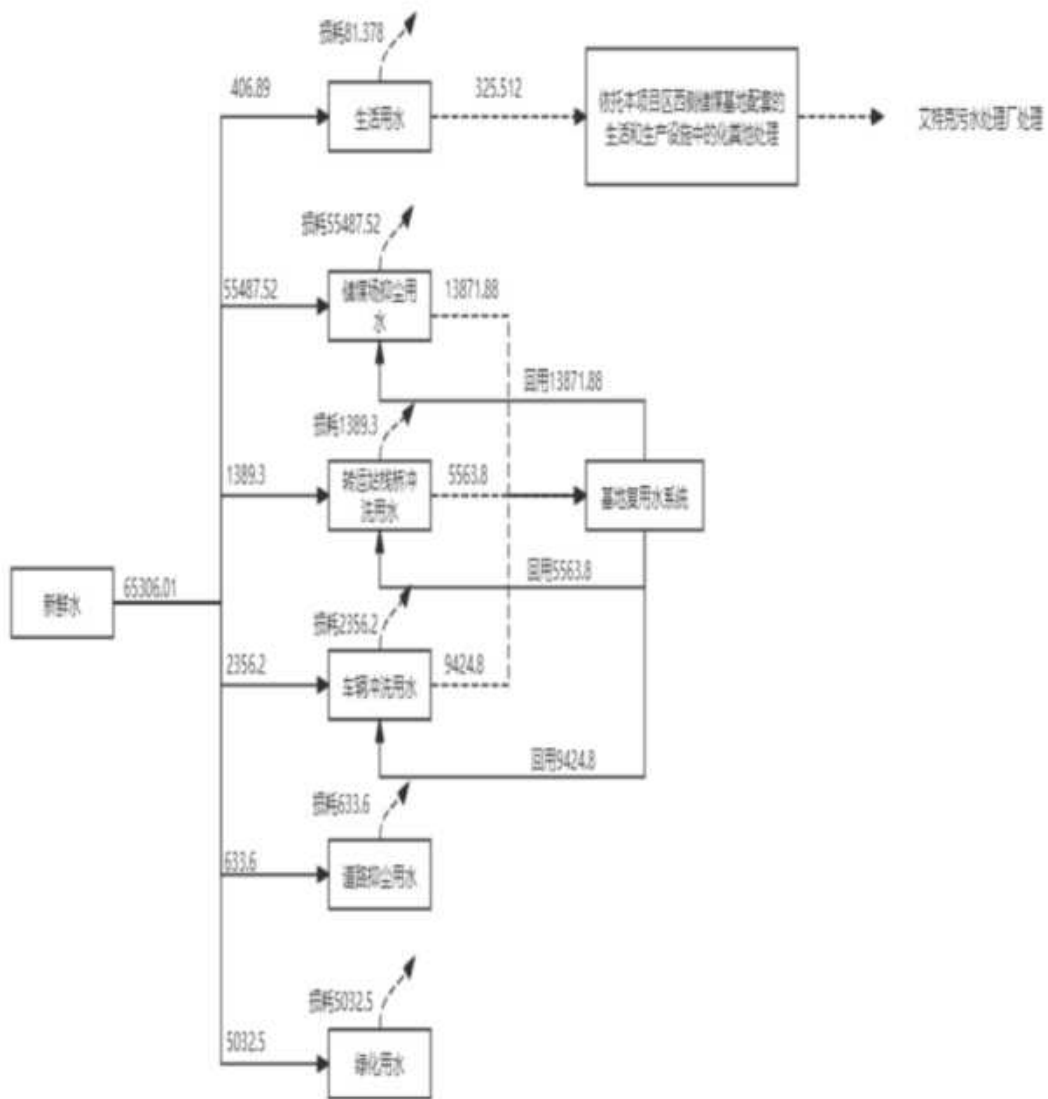 损耗81.378
406.89
生活用水
325.512
依托本项目区西侧储煤基地配套的
生活和生产设施中的化粪池处理
艾特克污水处理厂处理
损耗55487.52
55487.52
储煤场抑尘用
水
13871.88
回用13871.88
损耗1389.3
1389.3
转运站栈桥冲
洗用水
5563.8
基地复用水系统
回用5563.8
新鲜水
65306.01
损耗2356.2
2356.2
车辆冲洗用水
9424.8
回用9424.8
损耗633.6
633.6
道路抑尘用水
损耗5032.5
5032.5
绿化用水